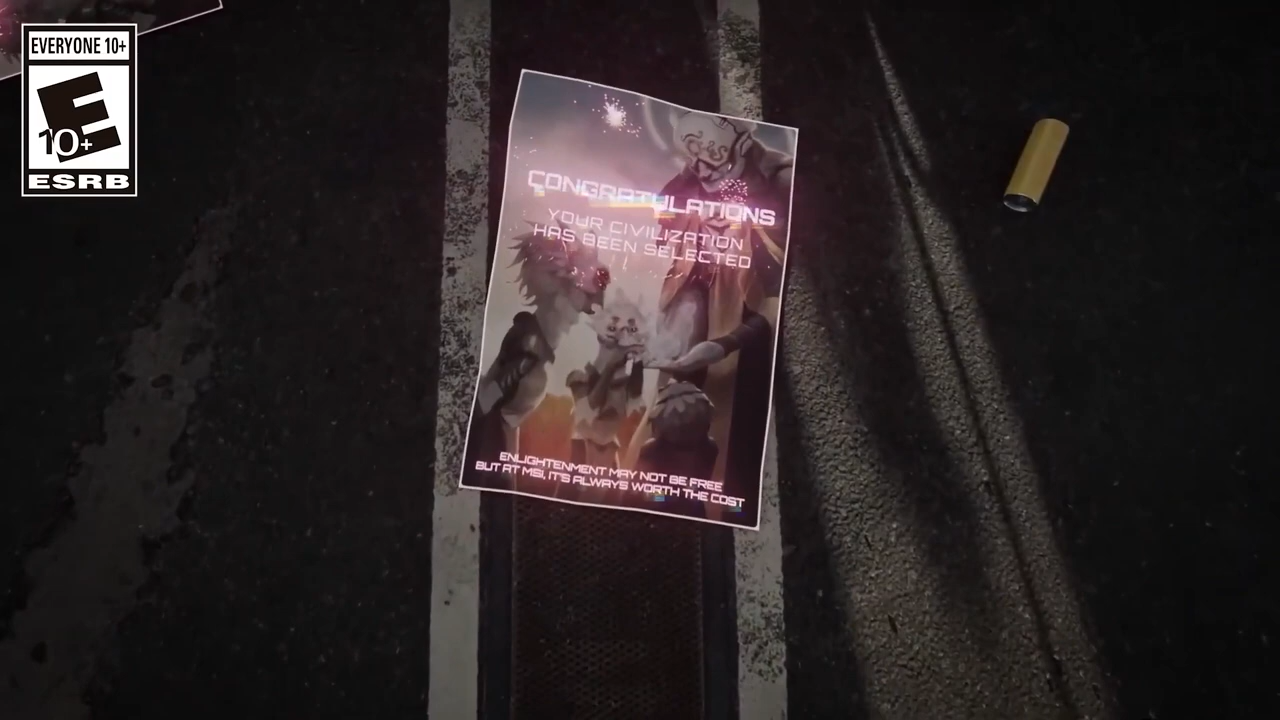 EVERYONE 10+
E
10+
ESRB
CONGRATULATIONS
YOUR CIVILIZATION
HAS BEEN SELECTED
ENLIGHTENMENT MAY NOT BE FREE
BUT AT MSI, IT'S ALWAYS WORTH THE COST